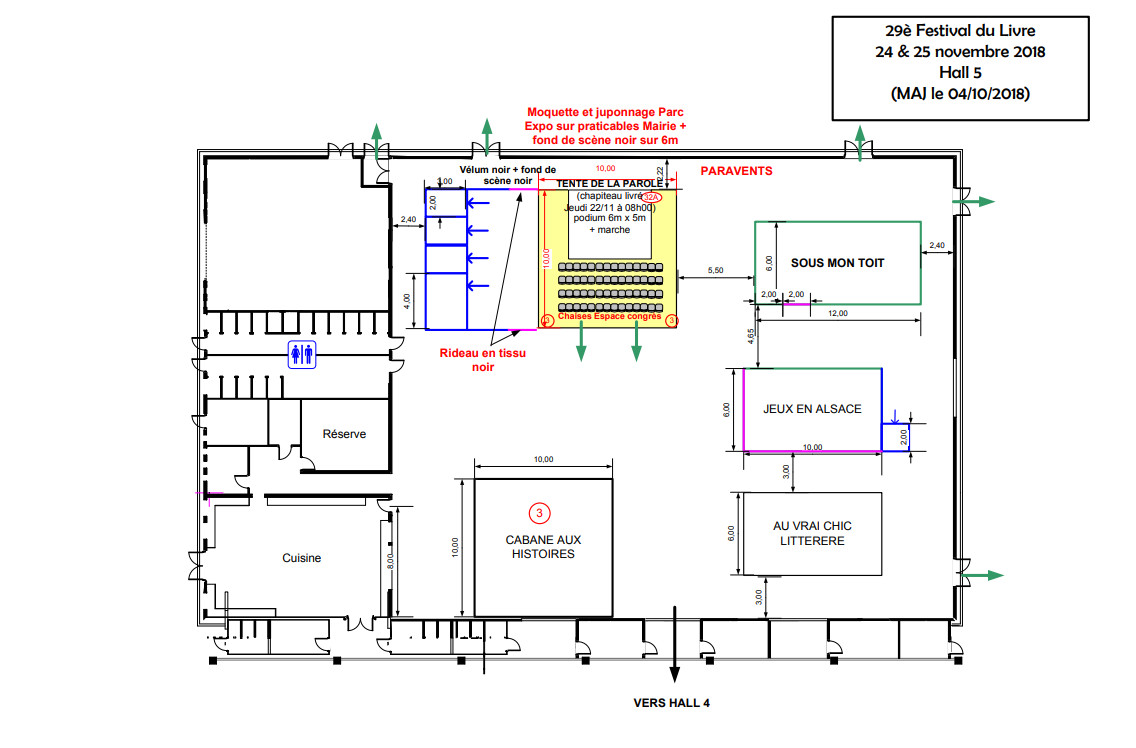 29è Festival du Livre
24 & 25 novembre 2018
Hall 5
(MAJ le 04/10/2018)
Moquette et juponnage Parc
Expo sur praticables Mairie +
fond de scène noir sur 6m
PARAVENTS
Vélum noir + fond de
scène noir
10,00
2,22
3,00
2,00
2,40
4,00
TENTE DE LA PAROLE
(chapiteau livré
32A
Jeudi 22/11 à 08h00)
podium 6m x 5m
+ marche
10,00
3
Chaises Espace congrès
3
Rideau en tissu
noir
5,50
SOUS MON TOIT
6,00
2,40
2,00
2,00
12,00
4,65
JEUX EN ALSACE
6,00
2,00
10,00
3,00
AU VRAI CHIC
LITTERERE
6,00
3,00
10,00
3
CABANE AUX
HISTOIRES
10,00
Réserve
Cuisine
8,00
VERS HALL 4